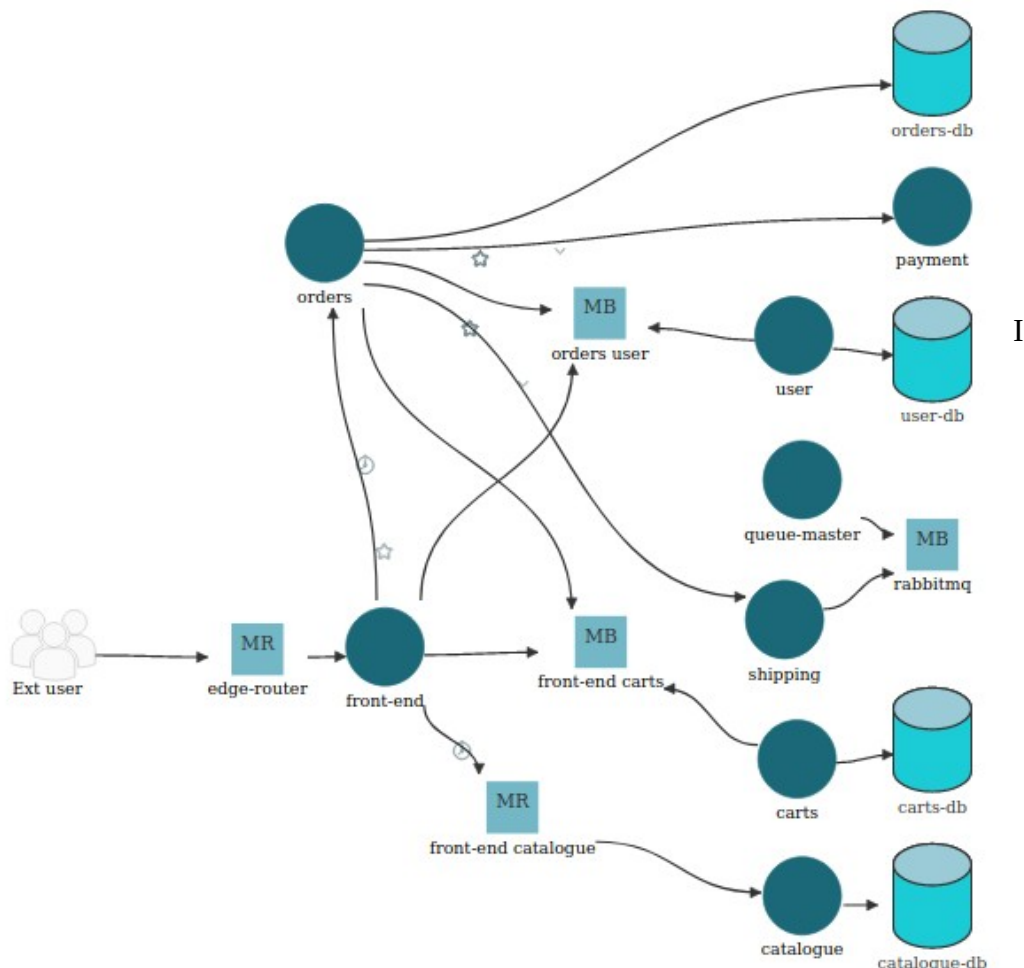 orders-db
payment
orders
MB
orders user
I
user
user-db
queue-master
MB
rabbitmq
Ext user
MR
edge-router
front-end
MB
front-end carts
shipping
carts
carts-db
MR
front-end catalogue
catalogue
catalogue-db